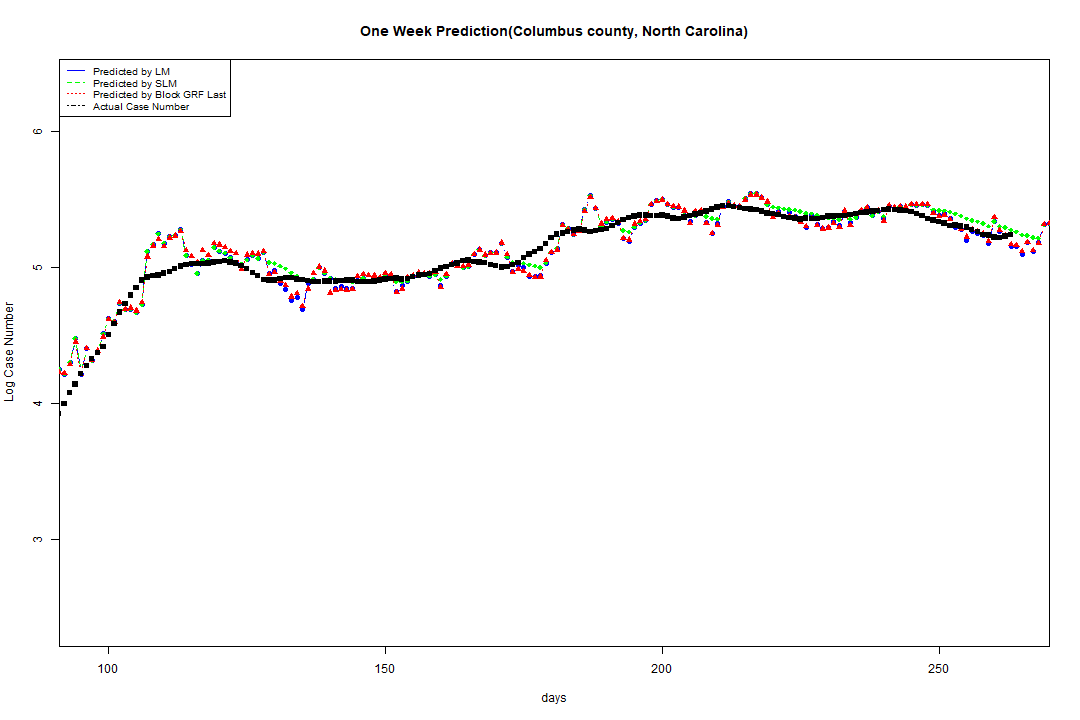 One Week Prediction(Columbus county, North Carolina)
Predicted by LM
Predicted by SLM
Predicted by Block GRF Last
Actual Case Number
6
5
4
3
Log Case Number
100 150 200 250
days